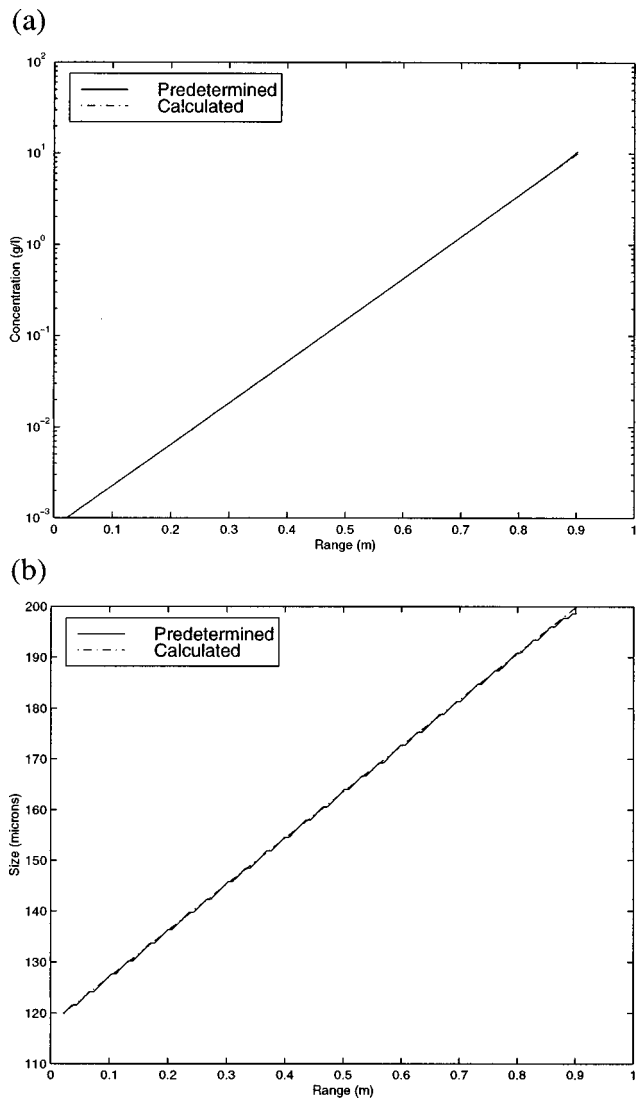 (a)
10^2
10^1
10^0
10^-1
10^-2
10^-3
Concentration (g/l)
Predetermined
Calculated
0 0.1 0.2 0.3 0.4 0.5 0.6 0.7 0.8 0.9 1
Range (m)
(b)
200
190
180
170
160
150
140
130
120
110
Size (microns)
Predetermined
Calculated
0 0.1 0.2 0.3 0.4 0.5 0.6 0.7 0.8 0.9 1
Range (m)